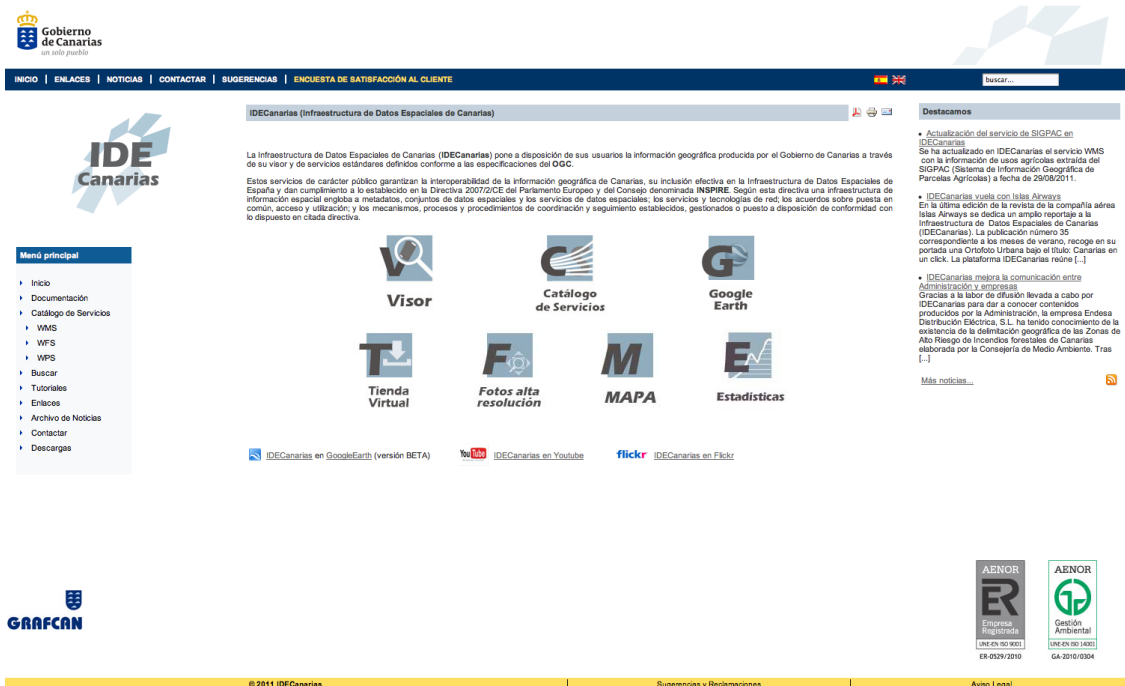 Gobierno
de Canarias
un solo pueblo
INICIO | ENLACES | NOTICIAS | CONTACTAR | SUGERENCIAS | ENCUESTA DE SATISFACCIÓN AL CLIENTE
buscar...
IDE
Canarias
Menú principal
Inicio
Documentación
Catálogo de Servicios
WMS
WFS
WPS
Buscar
Tutoriales
Enlaces
Archivo de Noticias
Contactar
Descargas
IDECanarias (Infraestructura de Datos Espaciales de Canarias)
La Infraestructura de Datos Espaciales de Canarias (IDECanarias) pone a disposición de sus usuarios la información geográfica producida por el Gobierno de Canarias a través
de su visor y de servicios estándares definidos conforme a las especificaciones del OGC.
Estos servicios de carácter público garantizan la interoperabilidad de la información geográfica de Canarias, su inclusión efectiva en la Infraestructura de Datos Espaciales de
España y dan cumplimiento a lo establecido en la Directiva 2007/2/CE del Parlamento Europeo y del Consejo denominada INSPIRE. Según esta directiva una infraestructura de
información espacial engloba a metadatos, conjuntos de datos espaciales y los servicios de datos espaciales; los servicios y tecnologías de red; los acuerdos sobre puesta en
común, acceso y utilización; y los mecanismos, procesos y procedimientos de coordinación y seguimiento establecidos, gestionados o puesto a disposición de conformidad con
lo dispuesto en citada directiva.
V
Visor
C
Catálogo
de Servicios
G
Google
Earth
T
Tienda
Virtual
F
Fotos alta
resolución
M
MAPA
E
Estadísticas
IDECanarias en GoogleEarth (versión BETA)
YouTube IDECanarias en Youtube
flickr IDECanarias en Flickr
Destacamos
Actualización del servicio de SIGPAC en
IDECanarias
Se ha actualizado en IDECanarias el servicio WMS
con la información de usos agrícolas extraída del
SIGPAC (Sistema de Información Geográfica de
Parcelas Agrícolas) a fecha de 29/08/2011.
IDECanarias vuela con Islas Airways
En la última edición de la revista de la compañía aérea
Islas Airways se dedica un amplio reportaje a la
Infraestructura de Datos Espaciales de Canarias
(IDECanarias). La publicación número 35
correspondiente a los meses de verano, recoge en su
portada una Ortofoto Urbana bajo el título: Canarias en
un click. La plataforma IDECanarias reúne [...]
IDECanarias mejora la comunicación entre
Administración y empresas
Gracias a la labor de difusión llevada a cabo por
IDECanarias para dar a conocer contenidos
producidos por la Administración, la empresa Endesa
Distribución Eléctrica, S.L. ha tenido conocimiento de la
existencia de la delimitación geográfica de las Zonas de
Alto Riesgo de Incendios forestales de Canarias
elaborada por la Consejería de Medio Ambiente. Tras
[...]
Más noticias...
GRAFCAN
AENOR
ER
Empresa
Registrada
UNE-EN ISO 9001
ER-0529/2010
AENOR
Gestión
Ambiental
UNE-EN ISO 14001
GA-2010/0304
© 2011 IDECanarias
Sugerencias y Reclamaciones
Aviso Legal